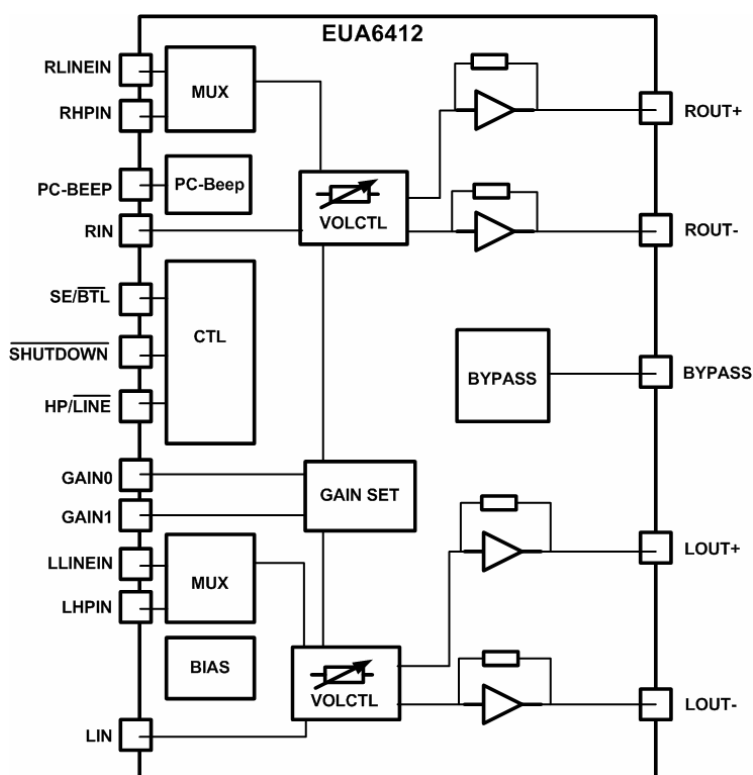 EUA6412
RLINEIN
MUX
RHPIN
ROUT+
PC-BEEP
PC-Beep
VOLCTL
RIN
ROUT-
SE/BTL
CTL
SHUTDOWN
BYPASS
BYPASS
HP/LINE
GAIN0
GAIN SET
GAIN1
LLINEIN
MUX
LOUT+
LHPIN
BIAS
VOLCTL
LOUT-
LIN